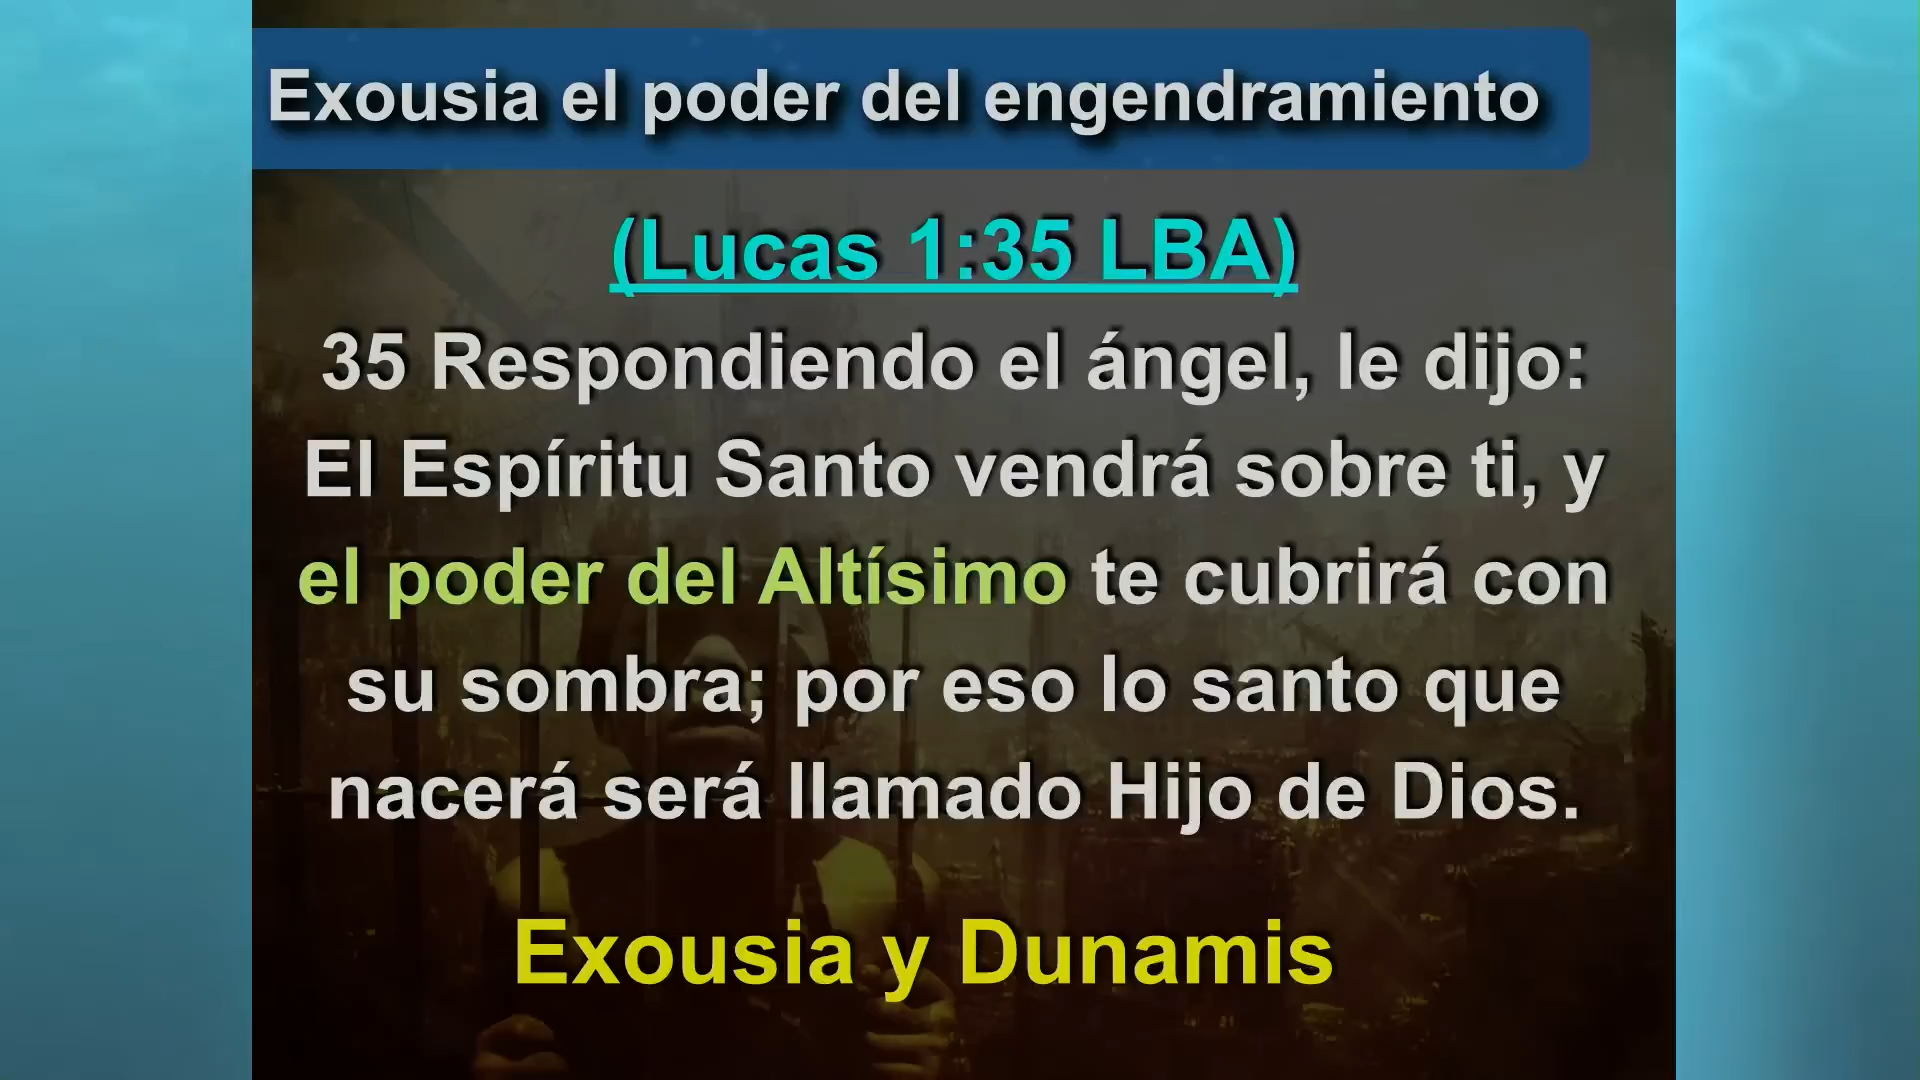 Exousia el poder del engendramiento
(Lucas 1:35 LBA)
35 Respondiendo el ángel, le dijo:
El Espíritu Santo vendrá sobre ti, y
el poder del Altísimo te cubrirá con
su sombra; por eso lo santo que
nacerá será llamado Hijo de Dios.
Exousia y Dunamis